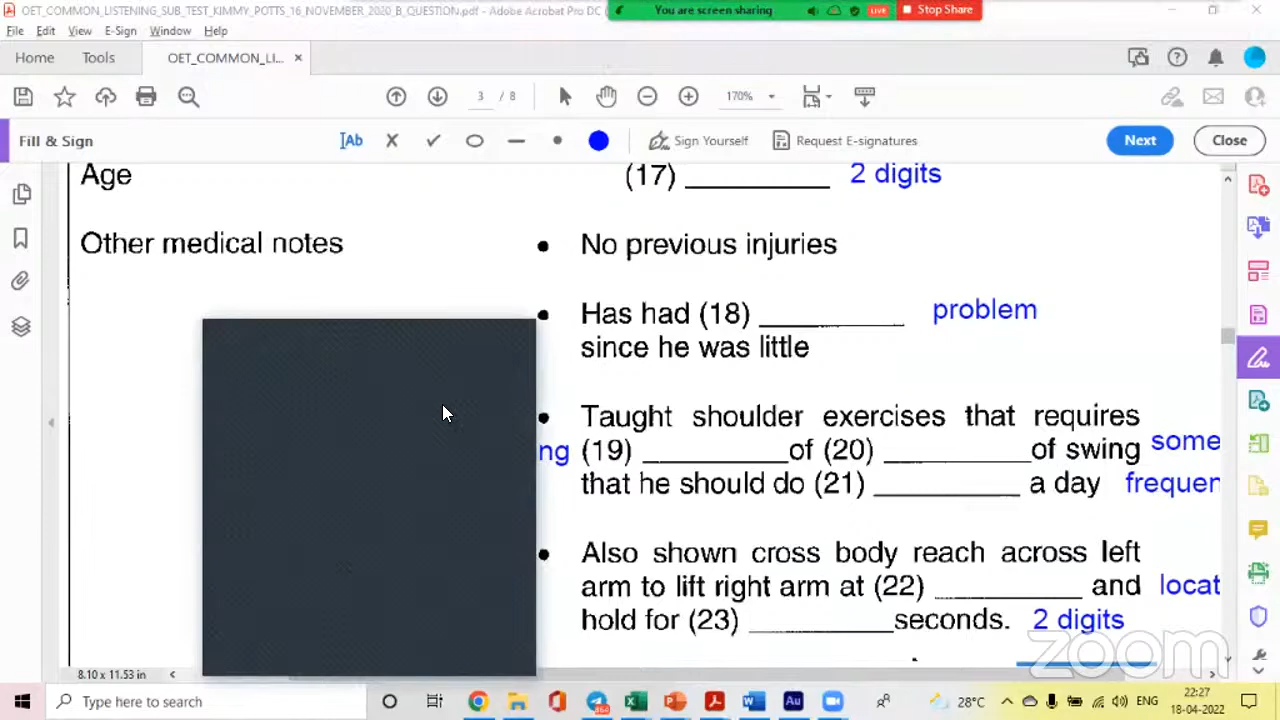 OET_COMMON_LISTENING_SUB_TEST_KIMMY_POTTS_16_NOVEMBER_2020_B_QUESTION.pdf - Adobe Acrobat Pro DC (
You are screen sharing
LIVE
Stop Share
File Edit View E-Sign Window Help
Home Tools OET_COMMON_LI... ×
3 / 8 170%
Fill & Sign Ab Sign Yourself Request E-signatures Next Close
Age (17) __________ 2 digits
Other medical notes • No previous injuries
• Has had (18) __________ problem
since he was little
• Taught shoulder exercises that requires
ng (19) __________of (20) __________of swing some
that he should do (21) __________ a day frequen
• Also shown cross body reach across left
arm to lift right arm at (22) __________ and locat
hold for (23) __________seconds. 2 digits
zoom
8.10 x 11.53 in
Type here to search 28°C ENG 22:27
18-04-2022